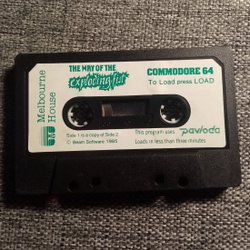 Melbourne
House
THE WAY OF THE
exploding fist
COMMODORE 64
To Load press LOAD
Side 1 is a copy of Side 2
© Beam Software 1985
This program uses pavloda
Loads in less than three minutes